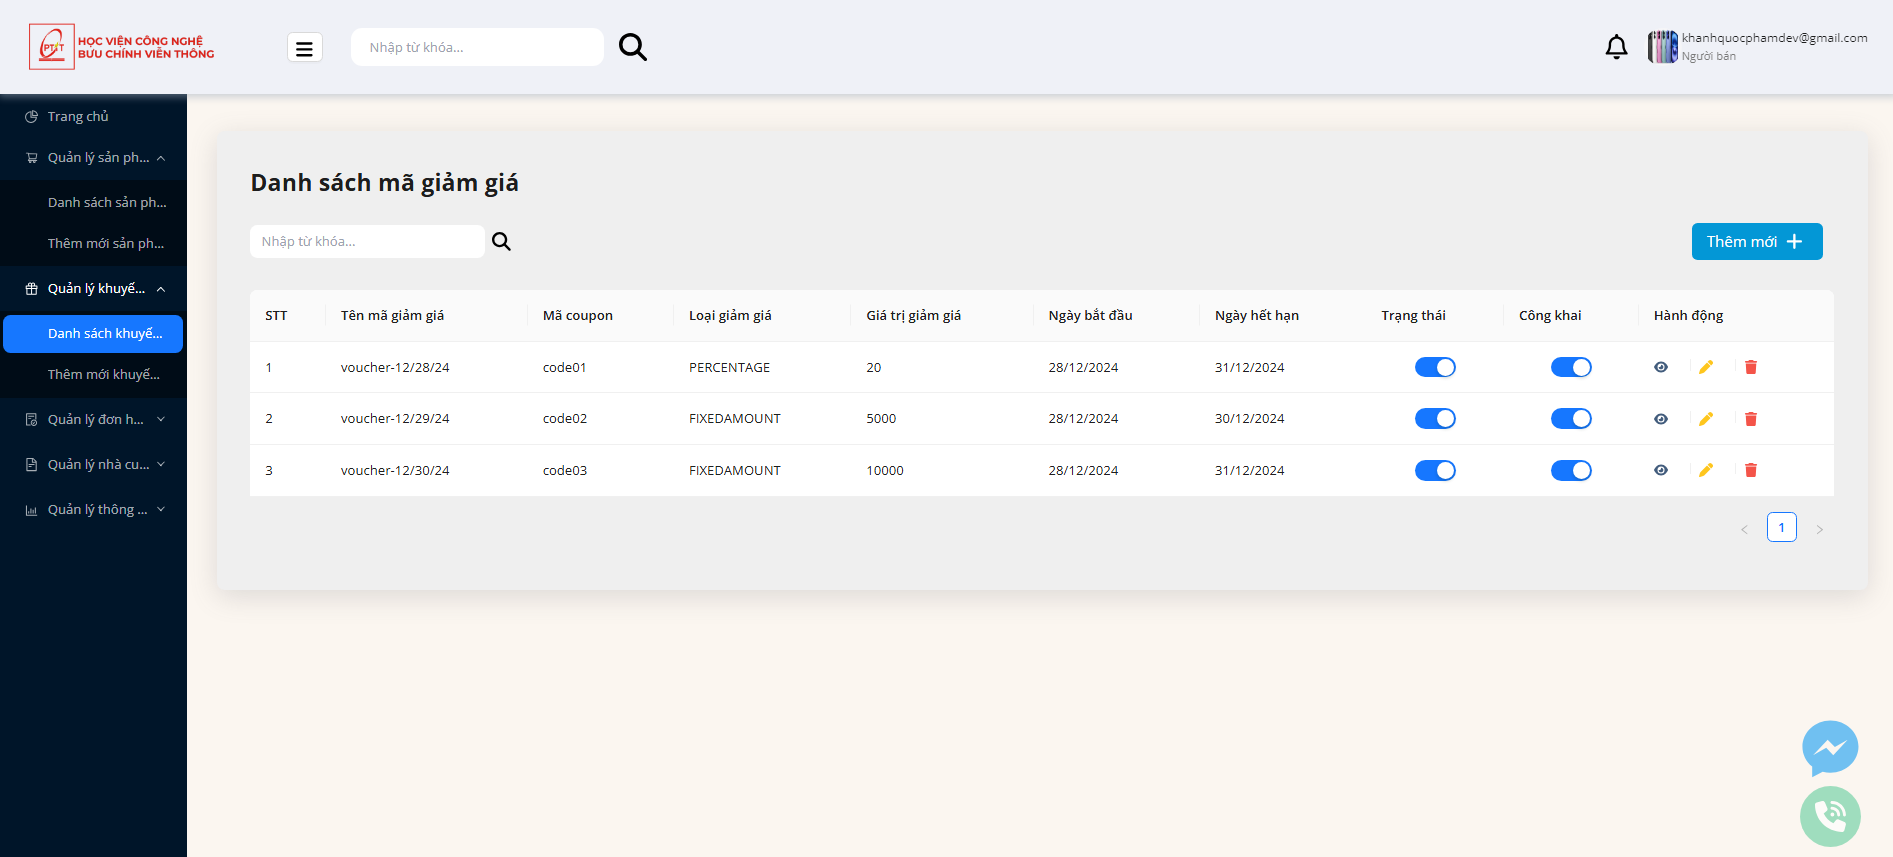 PTIT
HỌC VIỆN CÔNG NGHỆ
BƯU CHÍNH VIỄN THÔNG
Nhập từ khóa...
khanhquocphamdev@gmail.com
Người bán
Trang chủ
Quản lý sản ph...
Danh sách sản ph...
Thêm mới sản ph...
Quản lý khuyế...
Danh sách khuyế...
Thêm mới khuyế...
Quản lý đơn h...
Quản lý nhà cu...
Quản lý thông ...
Danh sách mã giảm giá
Nhập từ khóa...
Thêm mới
STT Tên mã giảm giá Mã coupon Loại giảm giá Giá trị giảm giá Ngày bắt đầu Ngày hết hạn Trạng thái Công khai Hành động
1 voucher-12/28/24 code01 PERCENTAGE 20 28/12/2024 31/12/2024
2 voucher-12/29/24 code02 FIXEDAMOUNT 5000 28/12/2024 30/12/2024
3 voucher-12/30/24 code03 FIXEDAMOUNT 10000 28/12/2024 31/12/2024
1